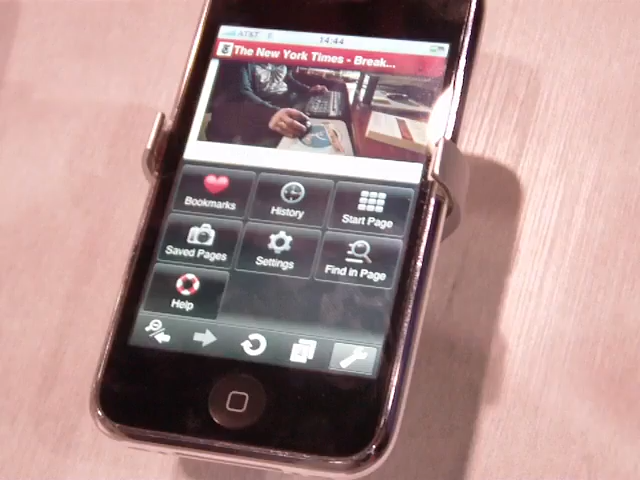 AT&T 14:44
The New York Times - Break...
Bookmarks
History
Start Page
Saved Pages
Settings
Find in Page
Help